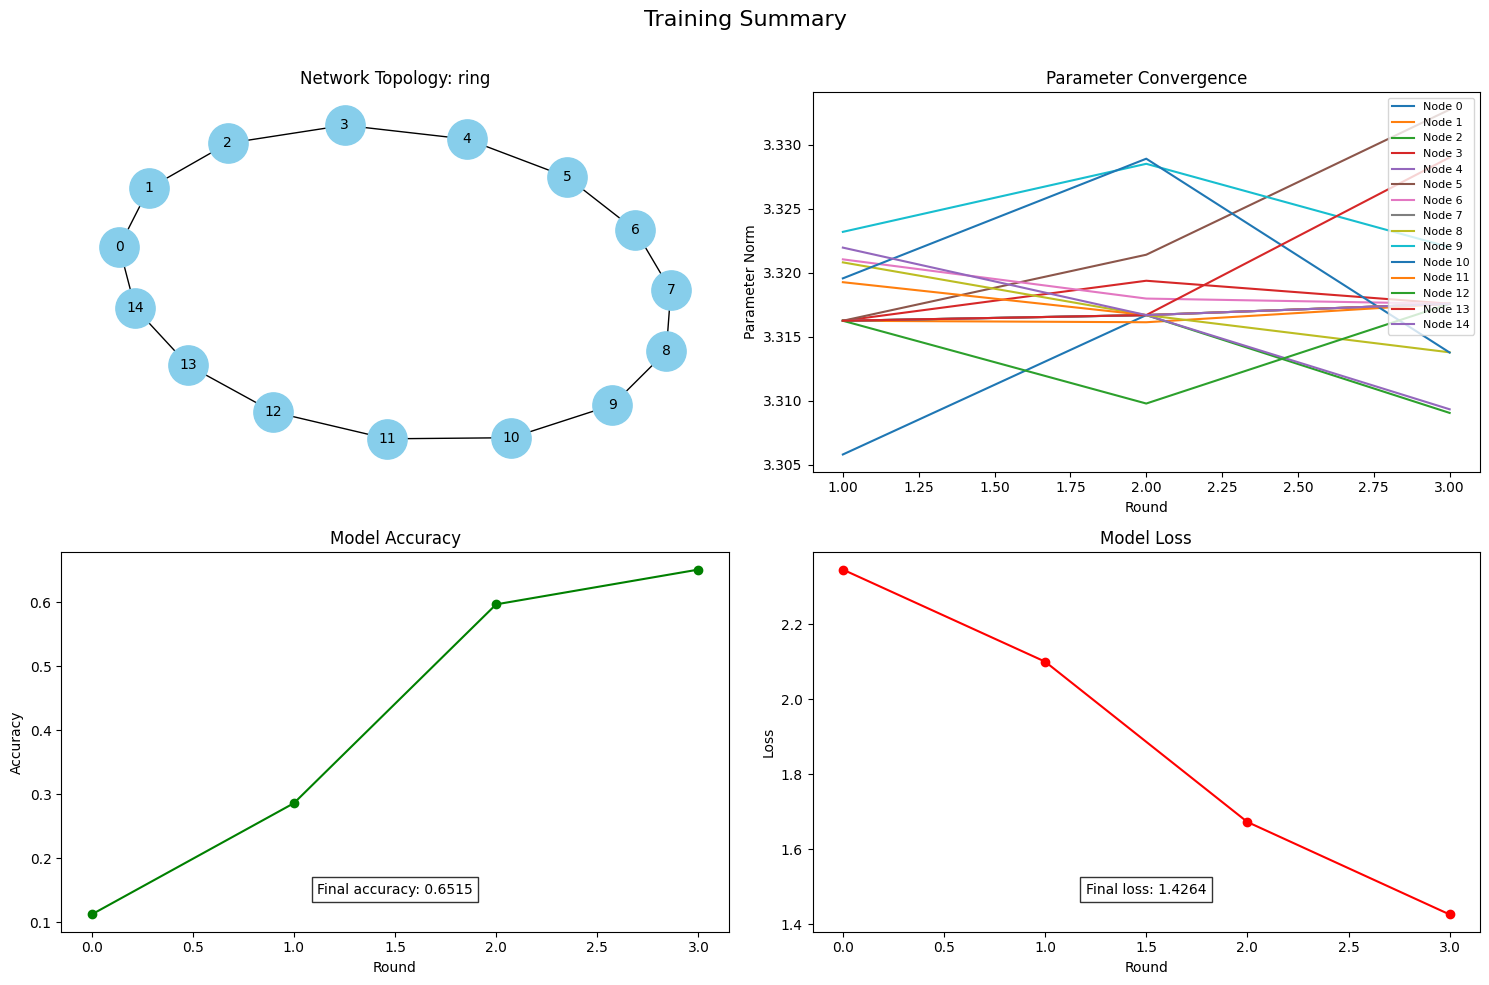 Training Summary
Network Topology: ring
3
2
4
5
1
6
0
7
14
8
13
9
12
11
10
Parameter Convergence
Parameter Norm
3.330
3.325
3.320
3.315
3.310
3.305
Node 0
Node 1
Node 2
Node 3
Node 4
Node 5
Node 6
Node 7
Node 8
Node 9
Node 10
Node 11
Node 12
Node 13
Node 14
1.00 1.25 1.50 1.75 2.00 2.25 2.50 2.75 3.00
Round
Model Accuracy
Accuracy
0.6
0.5
0.4
0.3
0.2
0.1
Final accuracy: 0.6515
0.0 0.5 1.0 1.5 2.0 2.5 3.0
Round
Model Loss
Loss
2.2
2.0
1.8
1.6
1.4
Final loss: 1.4264
0.0 0.5 1.0 1.5 2.0 2.5 3.0
Round